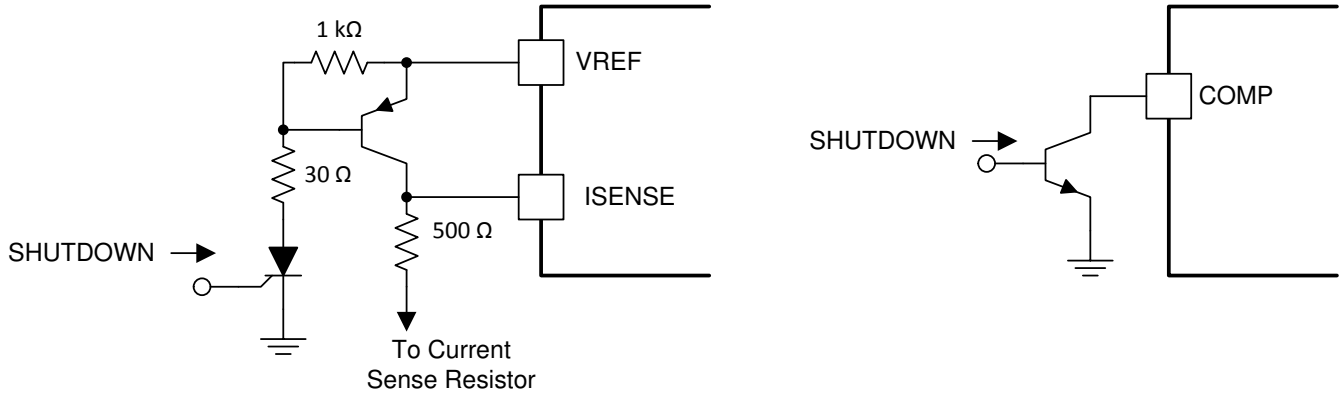 1 kΩ
VREF
30 Ω
ISENSE
500 Ω
SHUTDOWN
To Current
Sense Resistor
COMP
SHUTDOWN